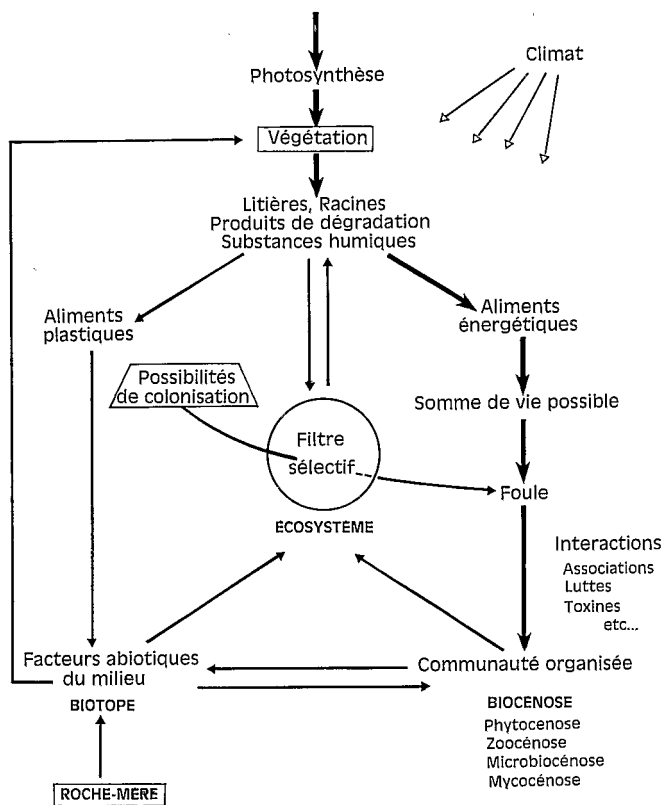 Climat
Photosynthèse
Végétation
Litières, Racines
Produits de dégradation
Substances humiques
Aliments
plastiques
Aliments
énergétiques
Possibilités
de colonisation
Somme de vie possible
Filtre
sélectif
Foule
ÉCOSYSTÉME
Interactions
Associations
Luttes
Toxines
etc...
Facteurs abiotiques
du milieu
BIOTOPE
Communauté organisée
BIOCENOSE
Phytocenose
Zoocénose
Microbiocénose
Mycocénose
ROCHE-MERE